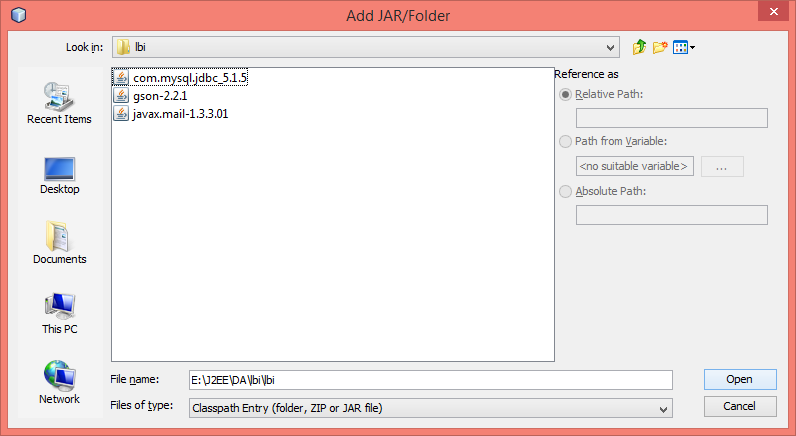 Add JAR/Folder
Look in:
lbi
Recent Items
Desktop
Documents
This PC
Network
com.mysql.jdbc_5.1.5
gson-2.2.1
javax.mail-1.3.3.01
Reference as
Relative Path:
Path from Variable:
<no suitable variable>
...
Absolute Path:
File name:
E:\J2EE\DA\lbi\lbi
Open
Files of type:
Classpath Entry (folder, ZIP or JAR file)
Cancel